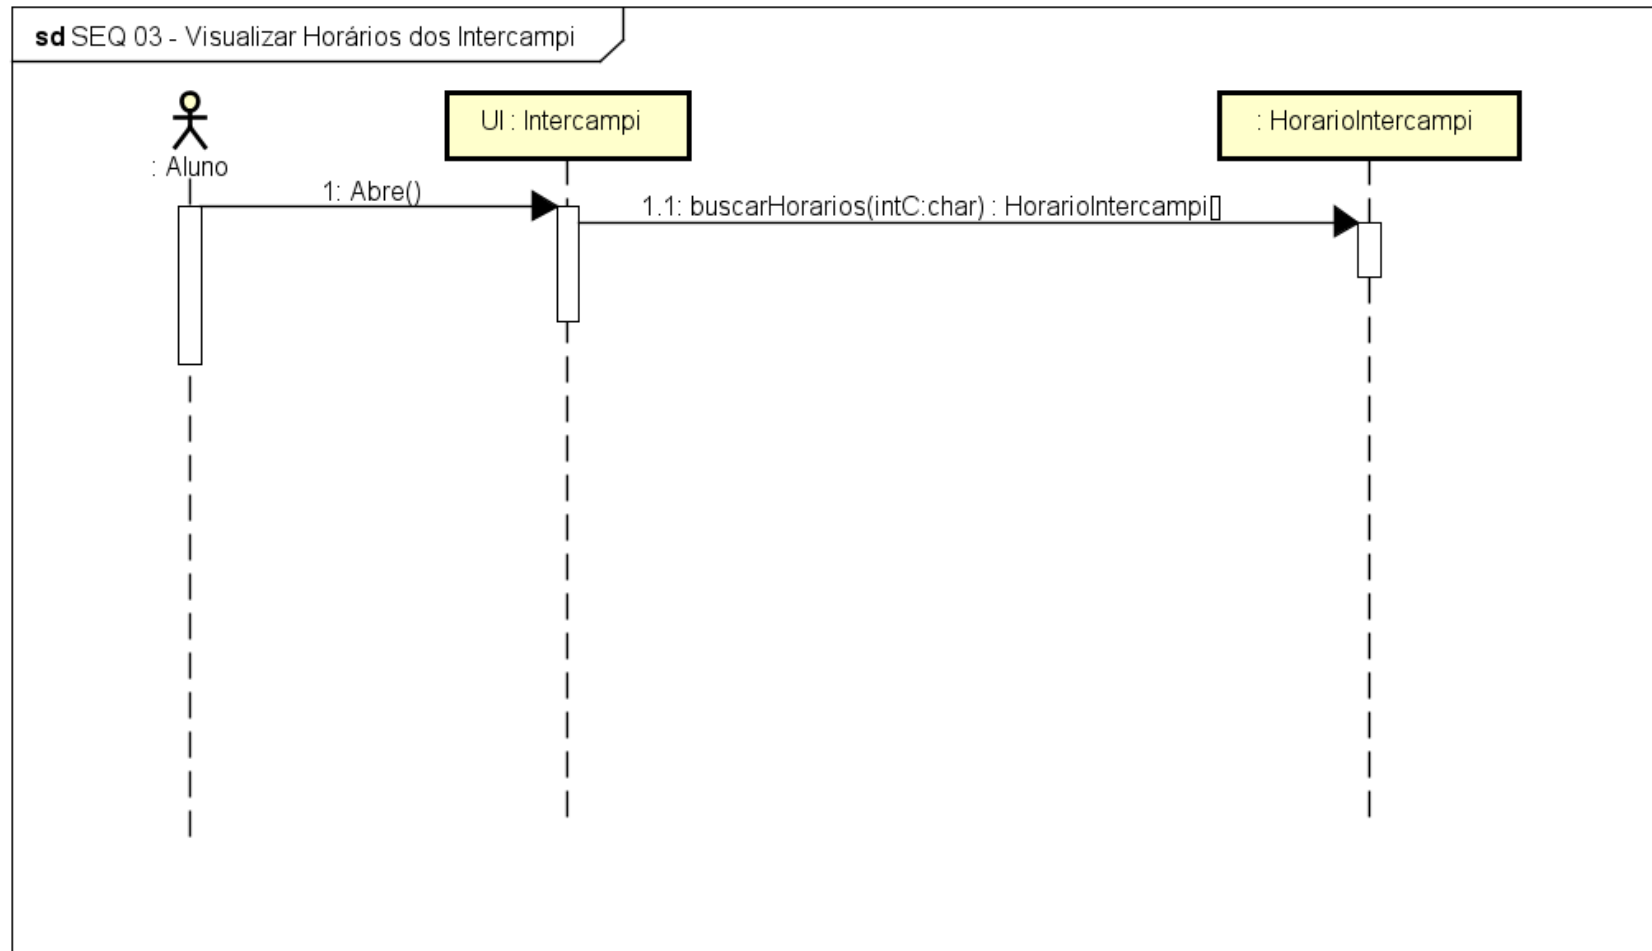 sd SEQ 03 - Visualizar Horários dos Intercampi
: Aluno
UI : Intercampi
: HorarioIntercampi
1: Abre()
1.1: buscarHorarios(intC:char) : HorarioIntercampi[]